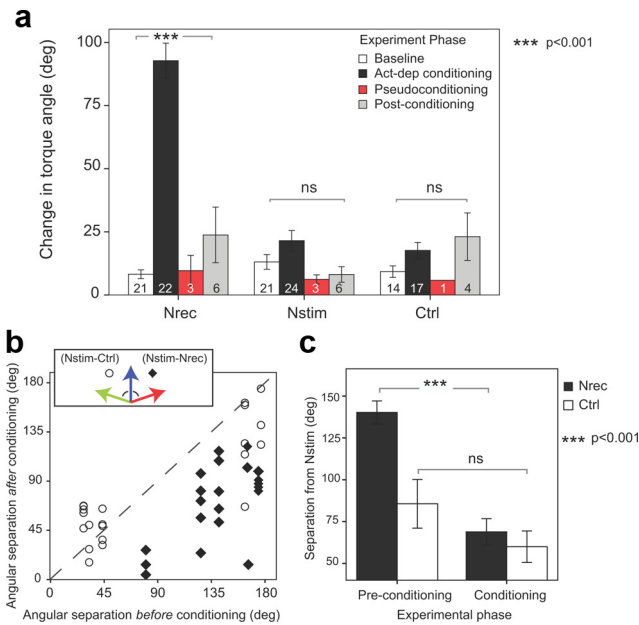 a
Change in torque angle (deg)
100
75
50
25
0
***
ns
ns
Experiment Phase
Baseline
Act-dep conditioning
Pseudoconditioning
Post-conditioning
*** p<0.001
21 22 3 6
21 24 3 6
14 17 1 4
Nrec Nstim Ctrl
b
(Nstim-Ctrl) (Nstim-Nrec)
Angular separation after conditioning (deg)
180
135
90
45
0
0 45 90 135 180
Angular separation before conditioning (deg)
c
Separation from Nstim (deg)
150
125
100
75
50
***
ns
Nrec
Ctrl
*** p<0.001
Pre-conditioning Conditioning
Experimental phase